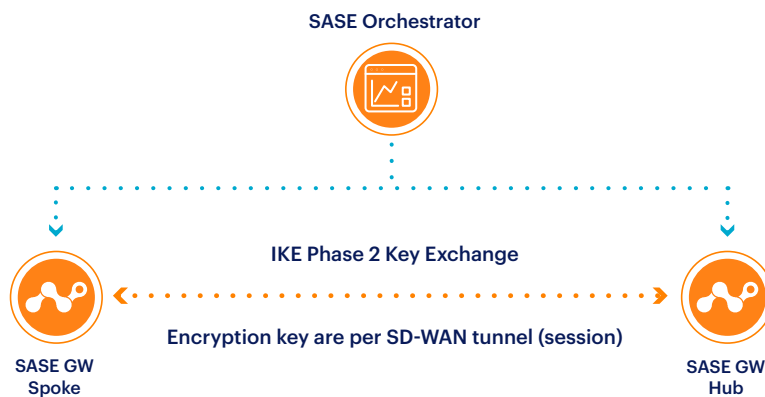 SASE Orchestrator
IKE Phase 2 Key Exchange
Encryption key are per SD-WAN tunnel (session)
SASE GW
Spoke
SASE GW
Hub